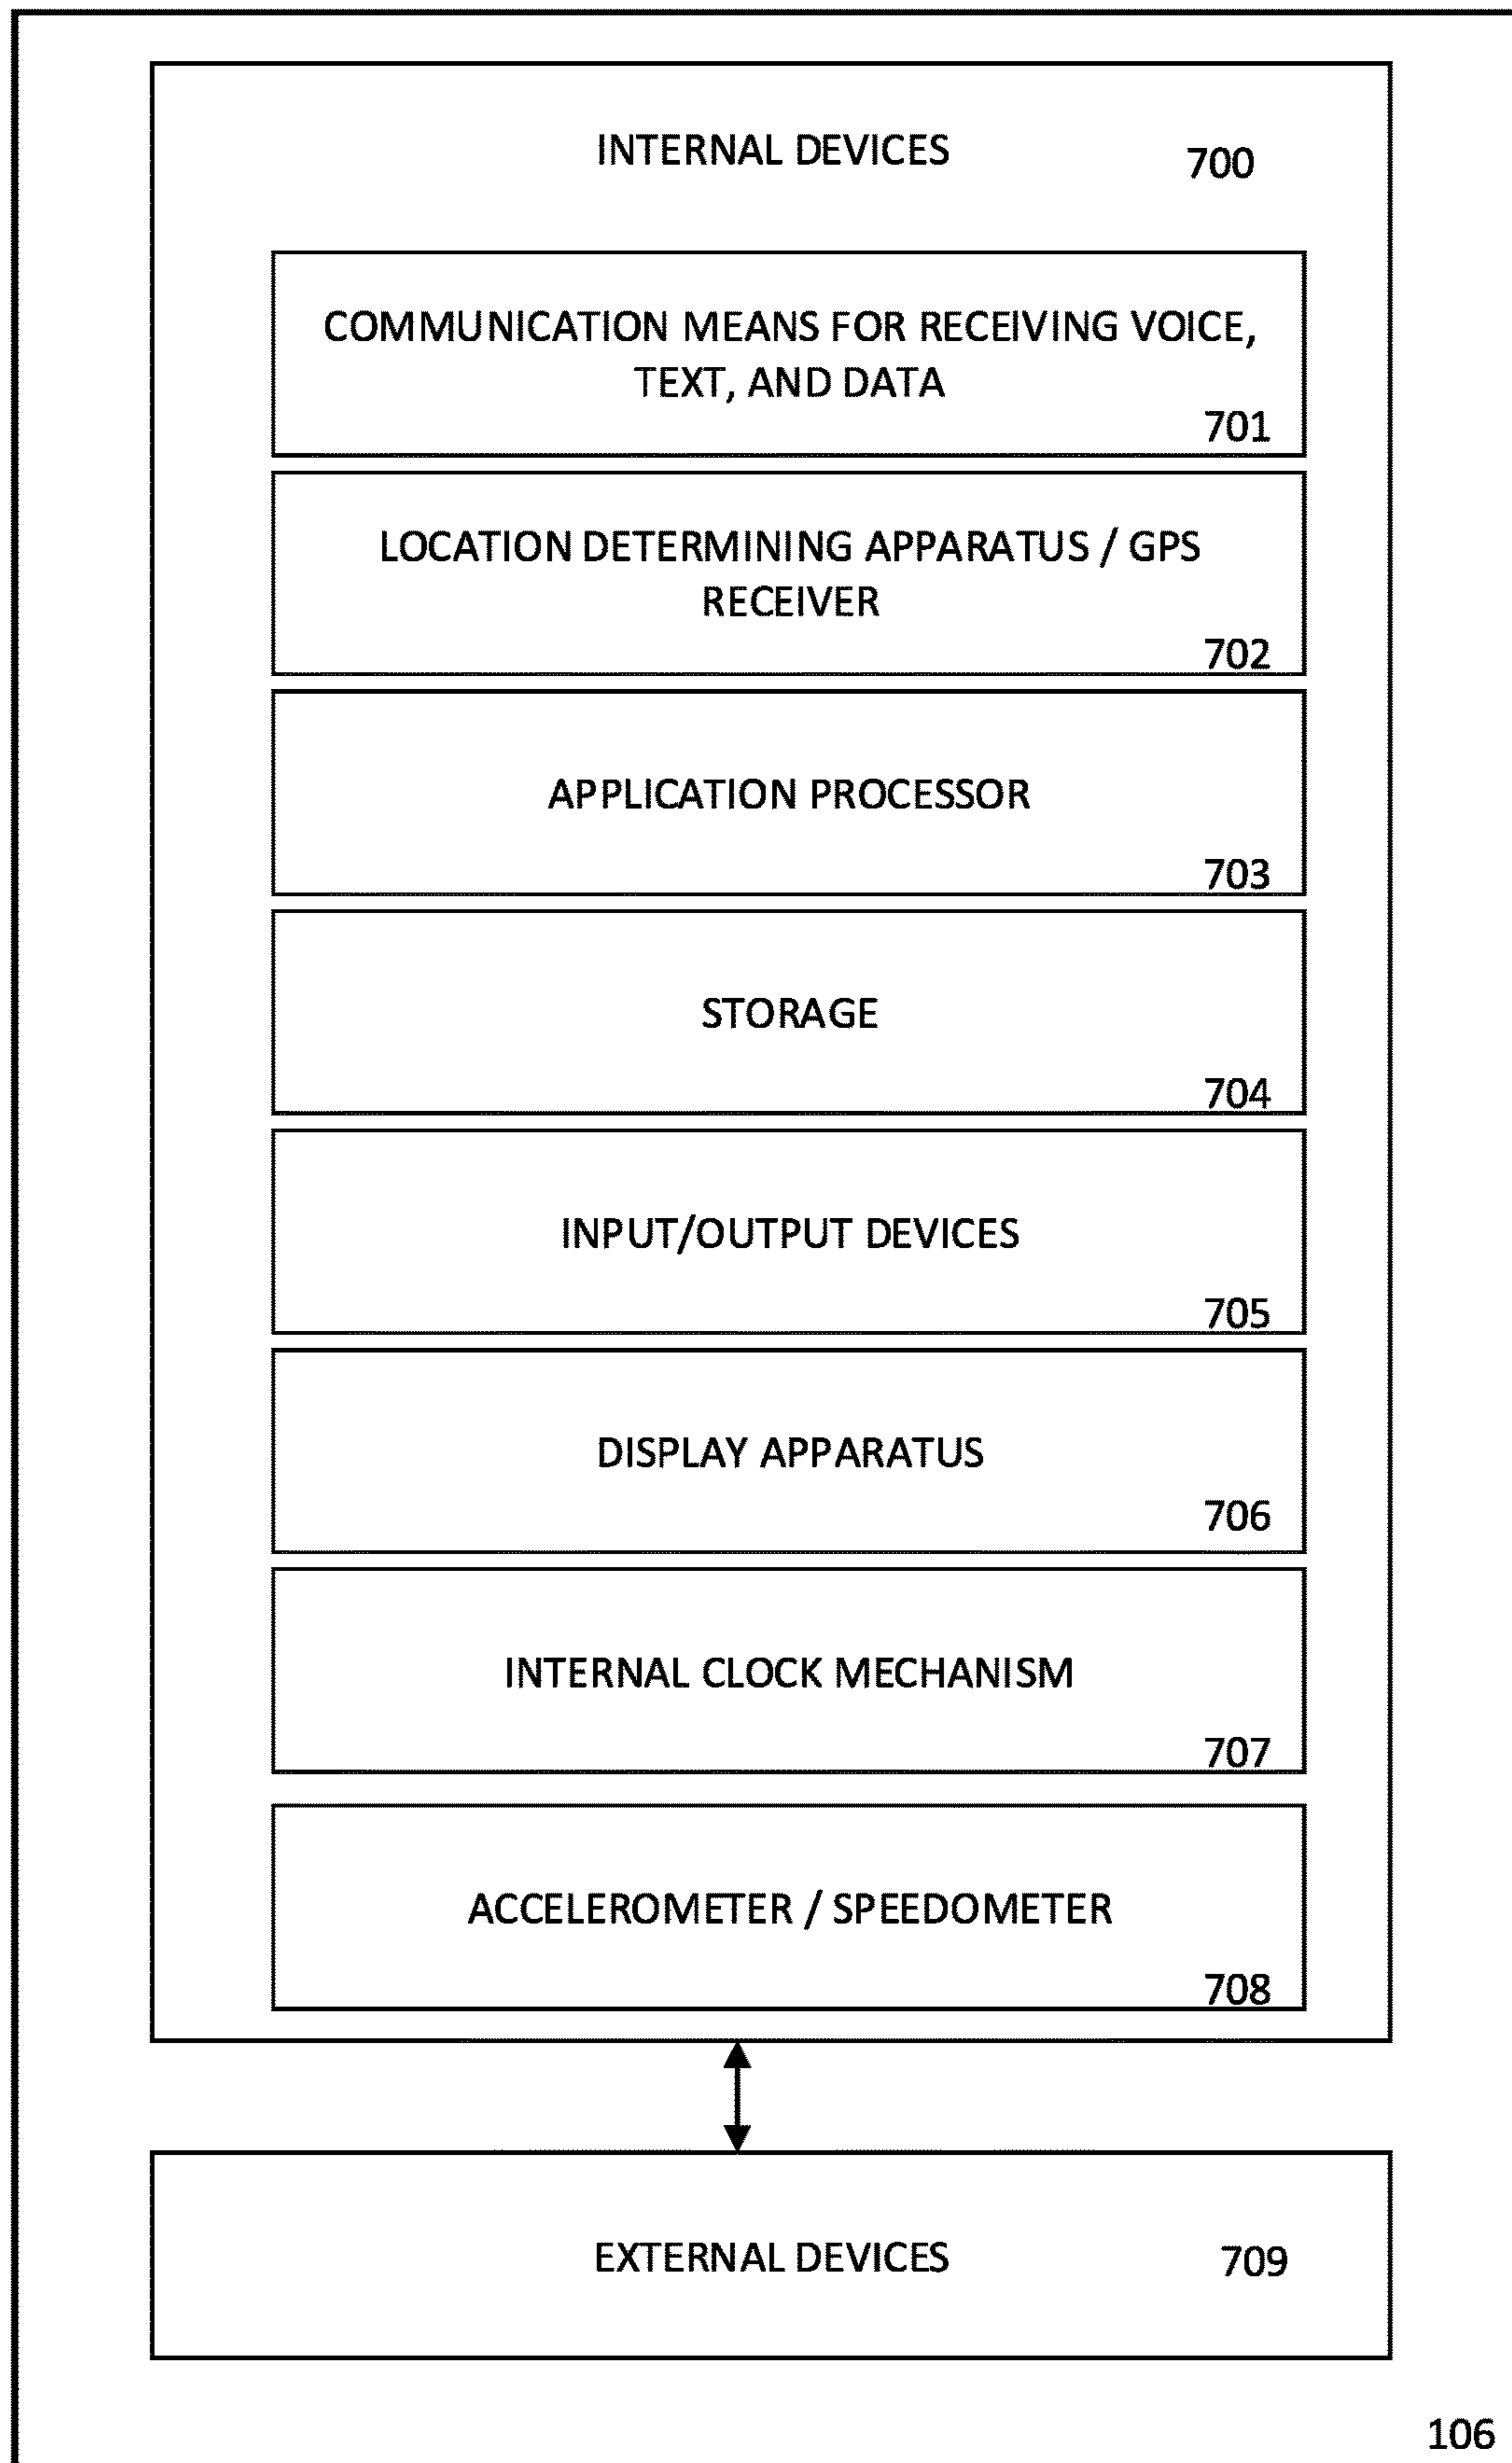 INTERNAL DEVICES 700
COMMUNICATION MEANS FOR RECEIVING VOICE,
TEXT, AND DATA
701
LOCATION DETERMINING APPARATUS / GPS
RECEIVER
702
APPLICATION PROCESSOR
703
STORAGE
704
INPUT/OUTPUT DEVICES
705
DISPLAY APPARATUS
706
INTERNAL CLOCK MECHANISM
707
ACCELEROMETER / SPEEDOMETER
708
EXTERNAL DEVICES 709
106